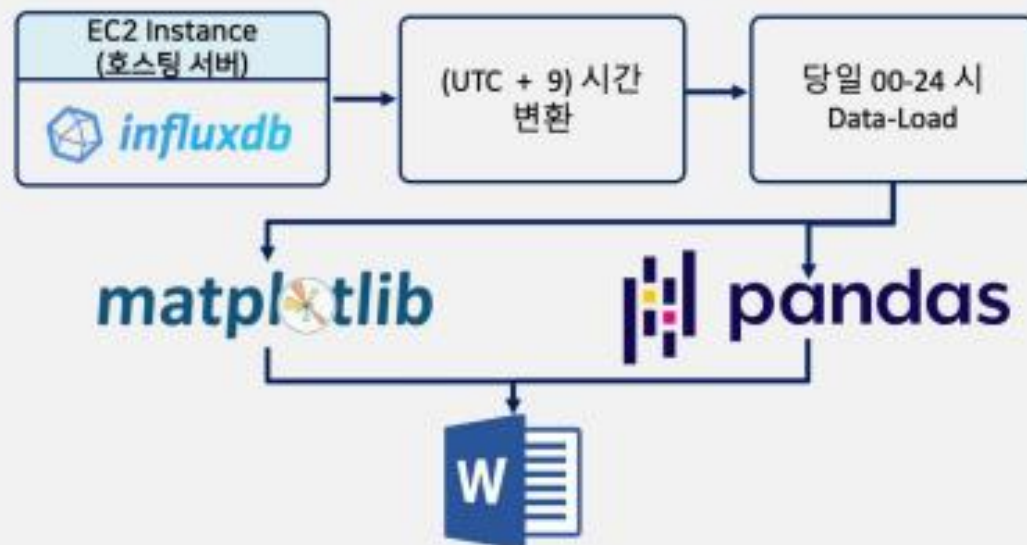 EC2 Instance
(호스팅 서버)
influxdb
(UTC + 9) 시간
변환
당일 00-24 시
Data-Load
matplotlib
pandas
W